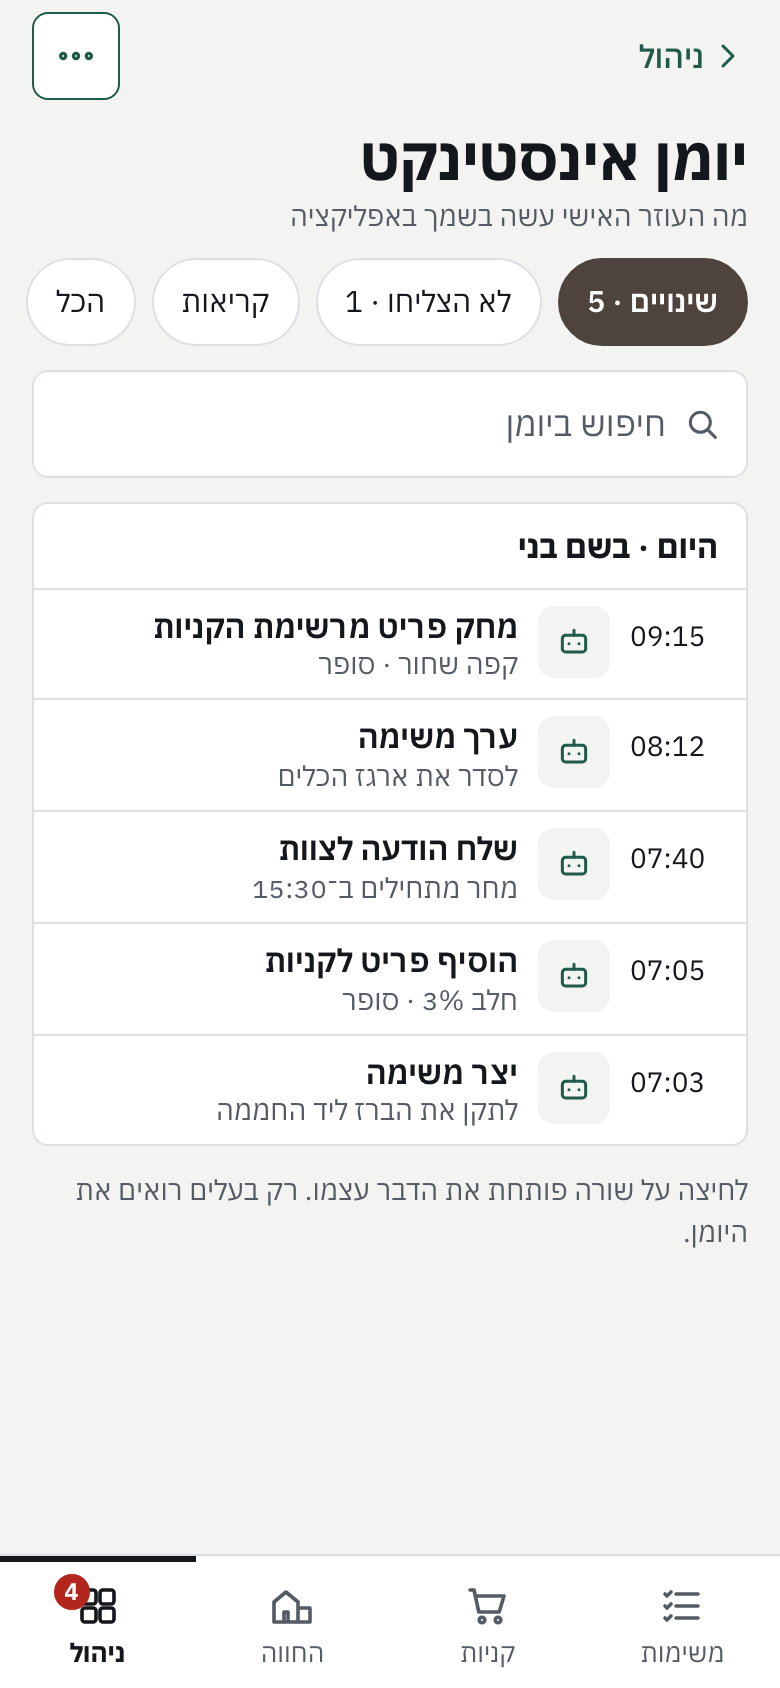 ניהול
יומן אינסטינקט
מה העוזר האישי עשה בשמך באפליקציה
שינויים · 5
לא הצליחו · 1
קריאות
הכל
חיפוש ביומן
היום · בשם בני
09:15
מחק פריט מרשימת הקניות
קפה שחור · סופר
08:12
ערך משימה
לסדר את ארגז הכלים
07:40
שלח הודעה לצוות
מחר מתחילים ב־15:30
07:05
הוסיף פריט לקניות
חלב 3% · סופר
07:03
יצר משימה
לתקן את הברז ליד החממה
לחיצה על שורה פותחת את הדבר עצמו. רק בעלים רואים את
היומן.
משימות
קניות
החווה
4
ניהול